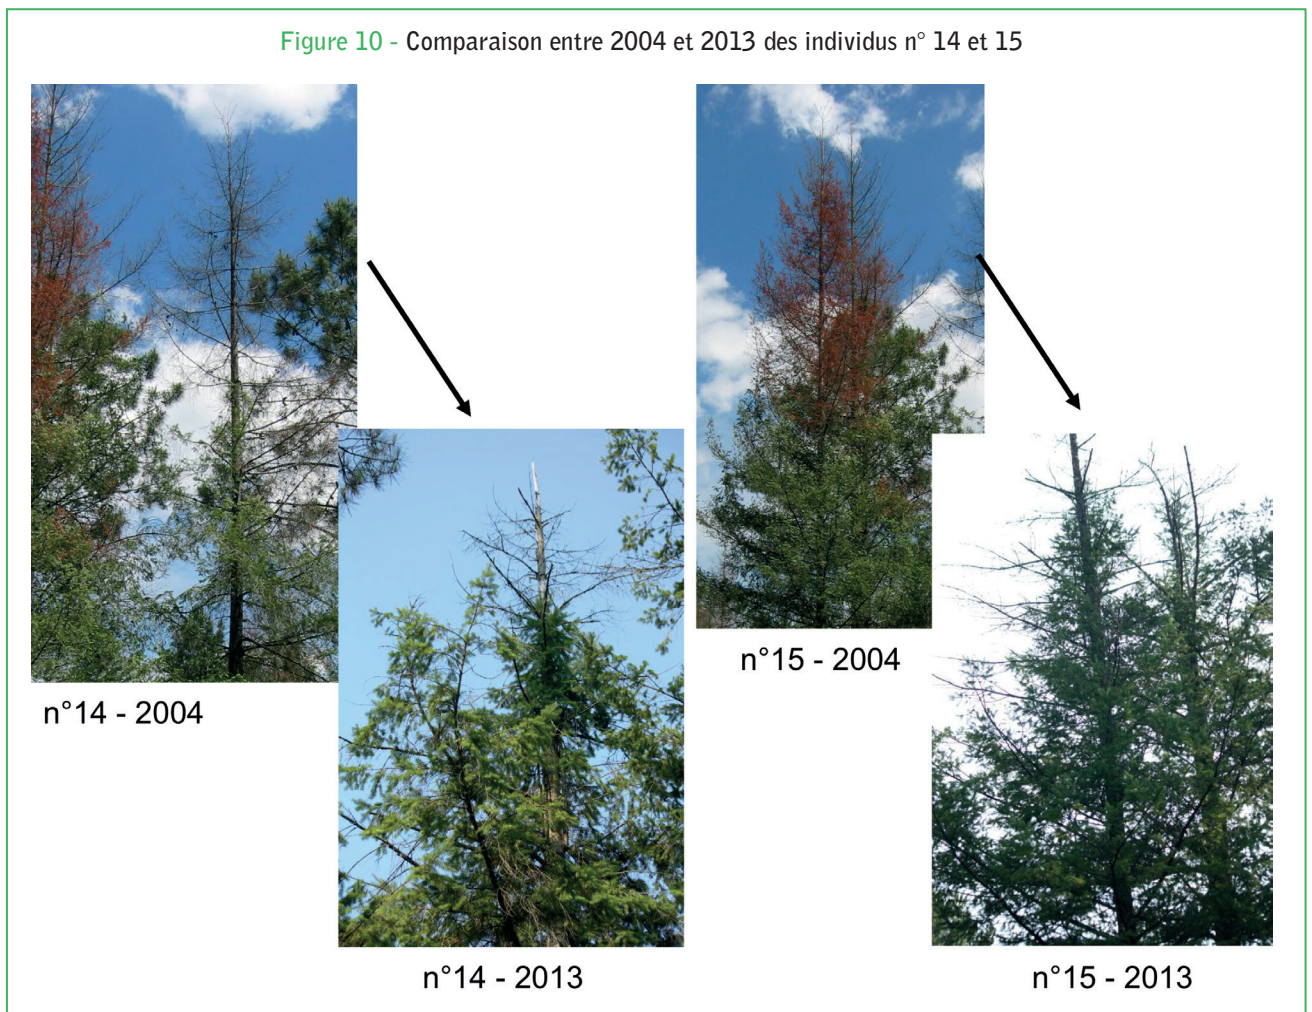 Figure 10 - Comparaison entre 2004 et 2013 des individus n° 14 et 15
n°14 - 2004
n°15 - 2004
n°14 - 2013
n°15 - 2013